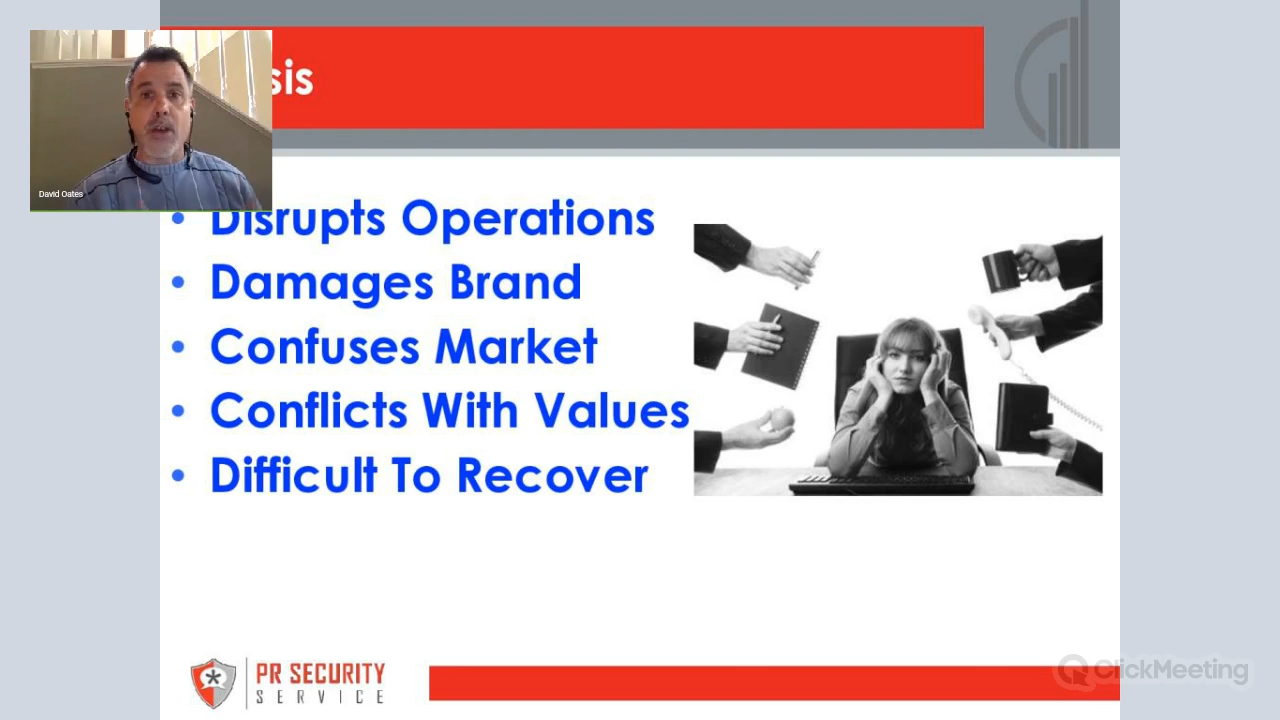 sis
David Oates
Disrupts Operations
Damages Brand
Confuses Market
Conflicts With Values
Difficult To Recover
PR SECURITY
SERVICE
ClickMeeting